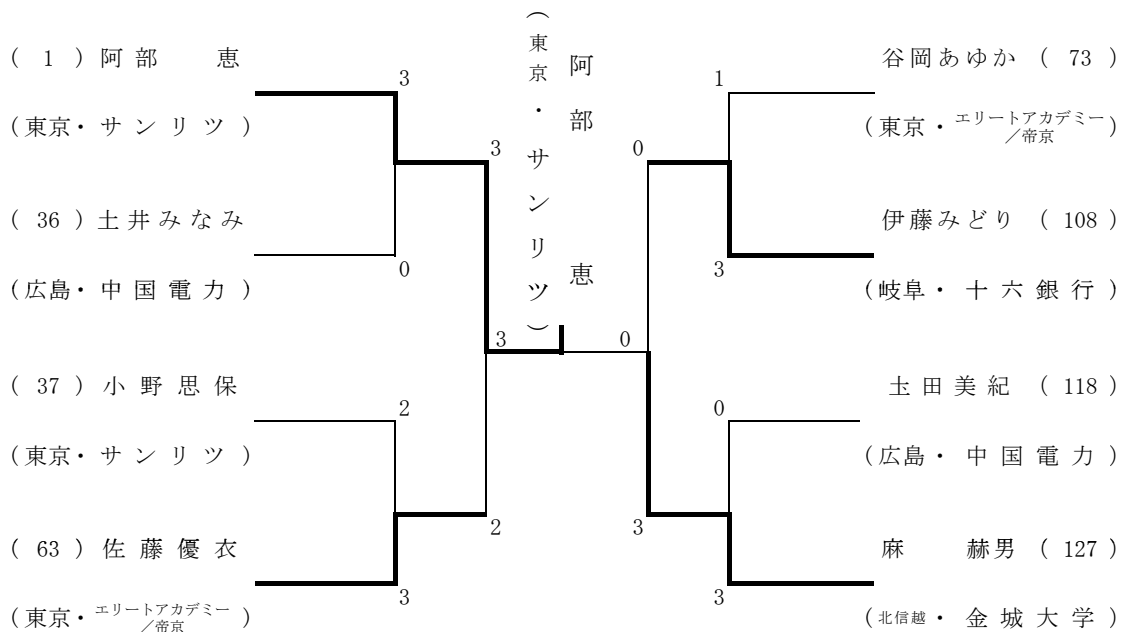 (東京・サンリツ)
阿部 恵
( 1 ) 阿部 恵
(東京・サンリツ)
3
0
( 36 ) 土井みなみ
(広島・中国電力)
3
2
( 37 ) 小野思保
(東京・サンリツ)
2
3
( 63 ) 佐藤優衣
(東京・エリートアカデミー/帝京)
3
0
谷岡あゆか ( 73 )
(東京・エリートアカデミー/帝京)
1
3
伊藤みどり ( 108 )
(岐阜・十六銀行)
0
3
土田美紀 ( 118 )
(広島・中国電力)
0
3
麻 赫男 ( 127 )
(北信越・金城大学)